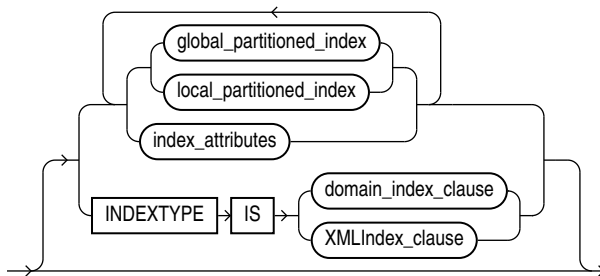 global_partitioned_index
local_partitioned_index
index_attributes
domain_index_clause
INDEXTYPE IS
XMLIndex_clause